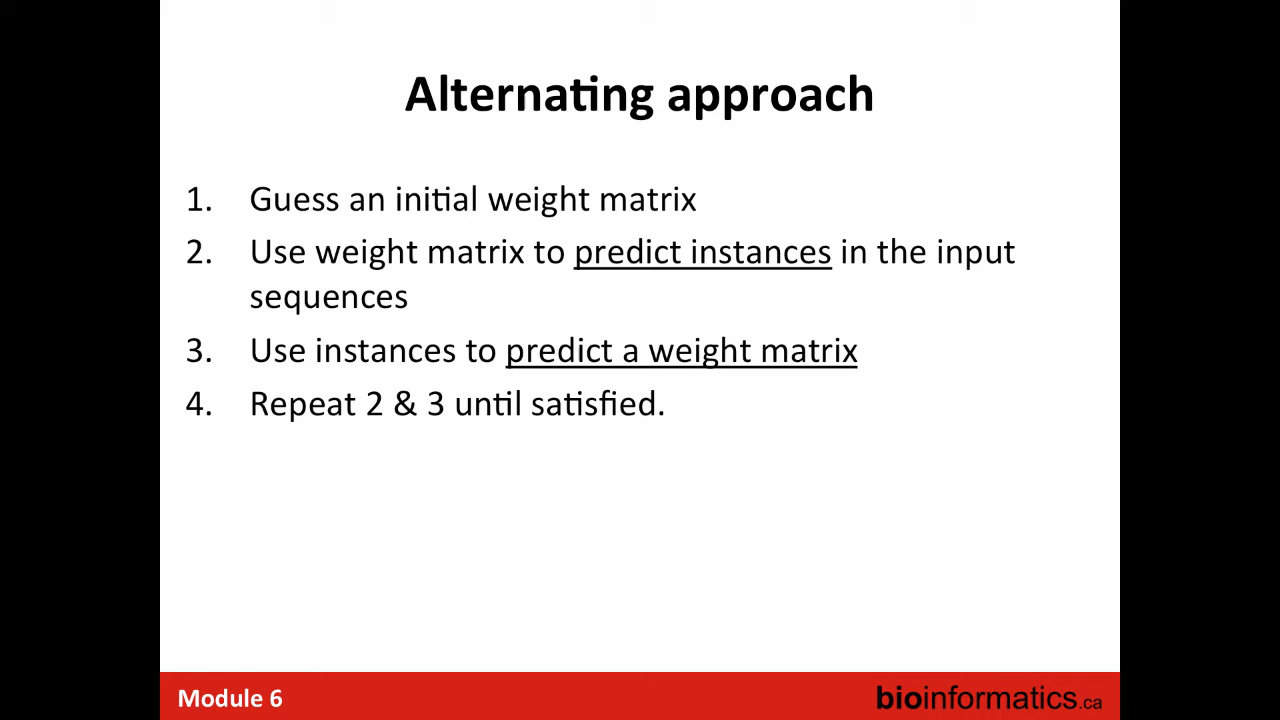 Alternating approach
1. Guess an initial weight matrix
2. Use weight matrix to predict instances in the input
sequences
3. Use instances to predict a weight matrix
4. Repeat 2 & 3 until satisfied.
Module 6
bioinformatics.ca